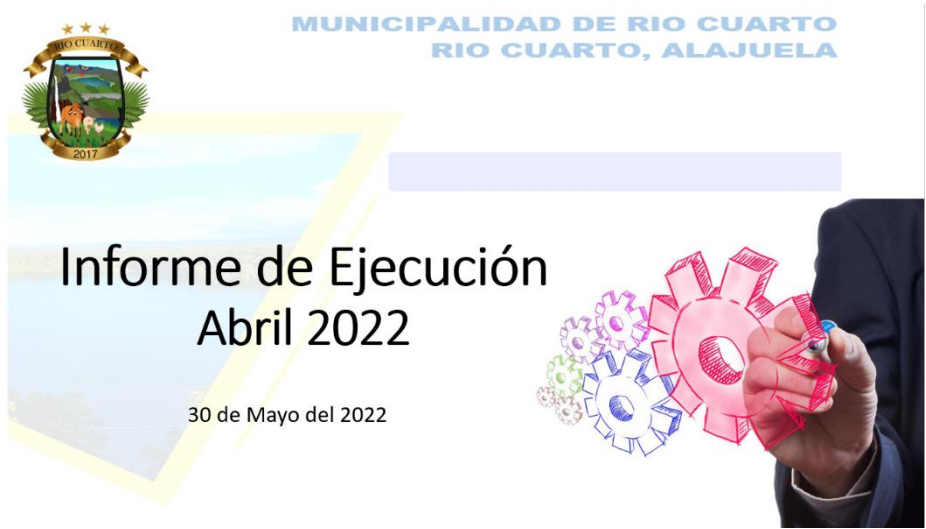 MUNICIPALIDAD DE RIO CUARTO
RIO CUARTO, ALAJUELA
RIO CUARTO
2017
Informe de Ejecución
Abril 2022
30 de Mayo del 2022